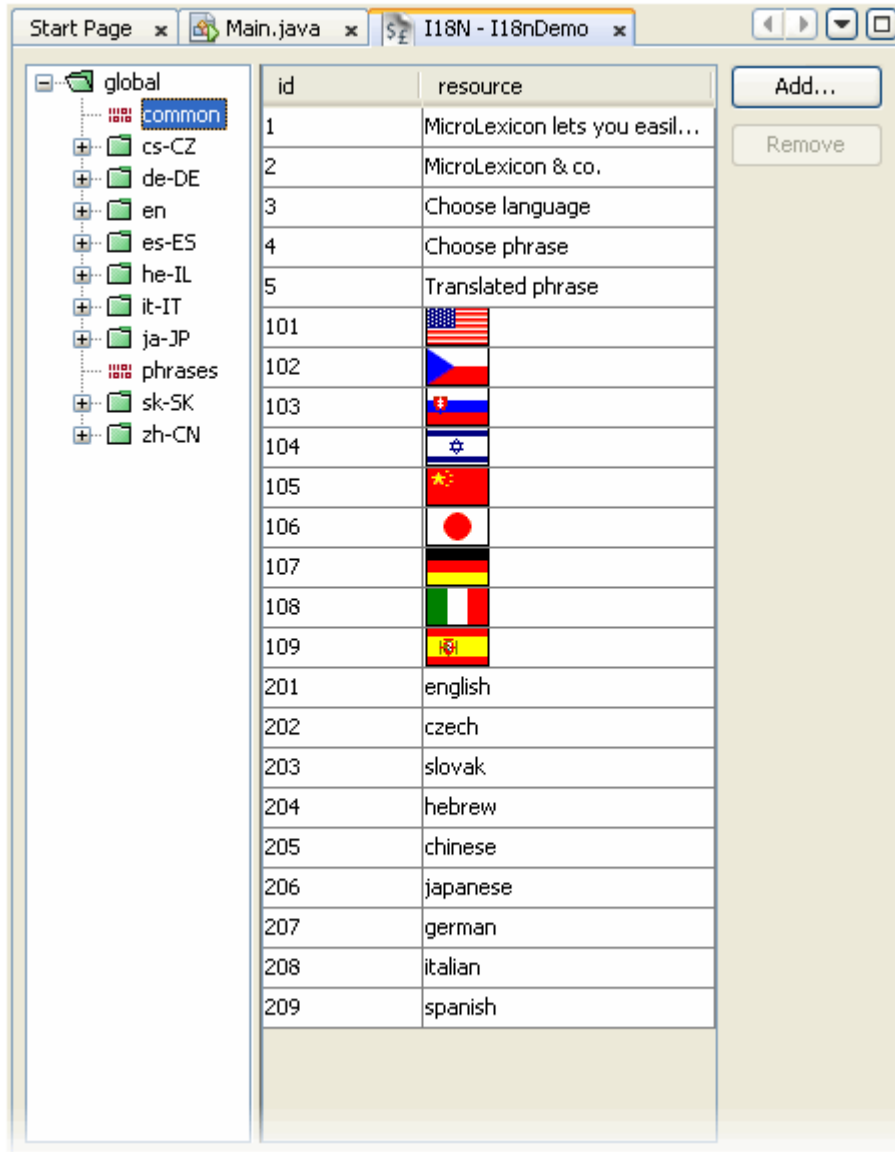 Start Page x Main.java x I18N - I18nDemo x
global
common
cs-CZ
de-DE
en
es-ES
he-IL
it-IT
ja-JP
phrases
sk-SK
zh-CN
id resource
1 MicroLexicon lets you easil...
2 MicroLexicon & co.
3 Choose language
4 Choose phrase
5 Translated phrase
101
102
103
104
105
106
107
108
109
201 english
202 czech
203 slovak
204 hebrew
205 chinese
206 japanese
207 german
208 italian
209 spanish
Add...
Remove